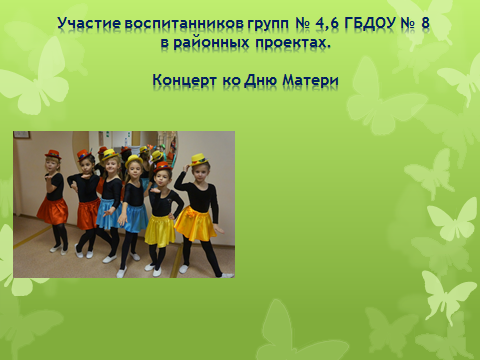 Участие воспитанников групп № 4,6 ГБДОУ № 8
в районных проектах.
Концерт ко Дню Матери